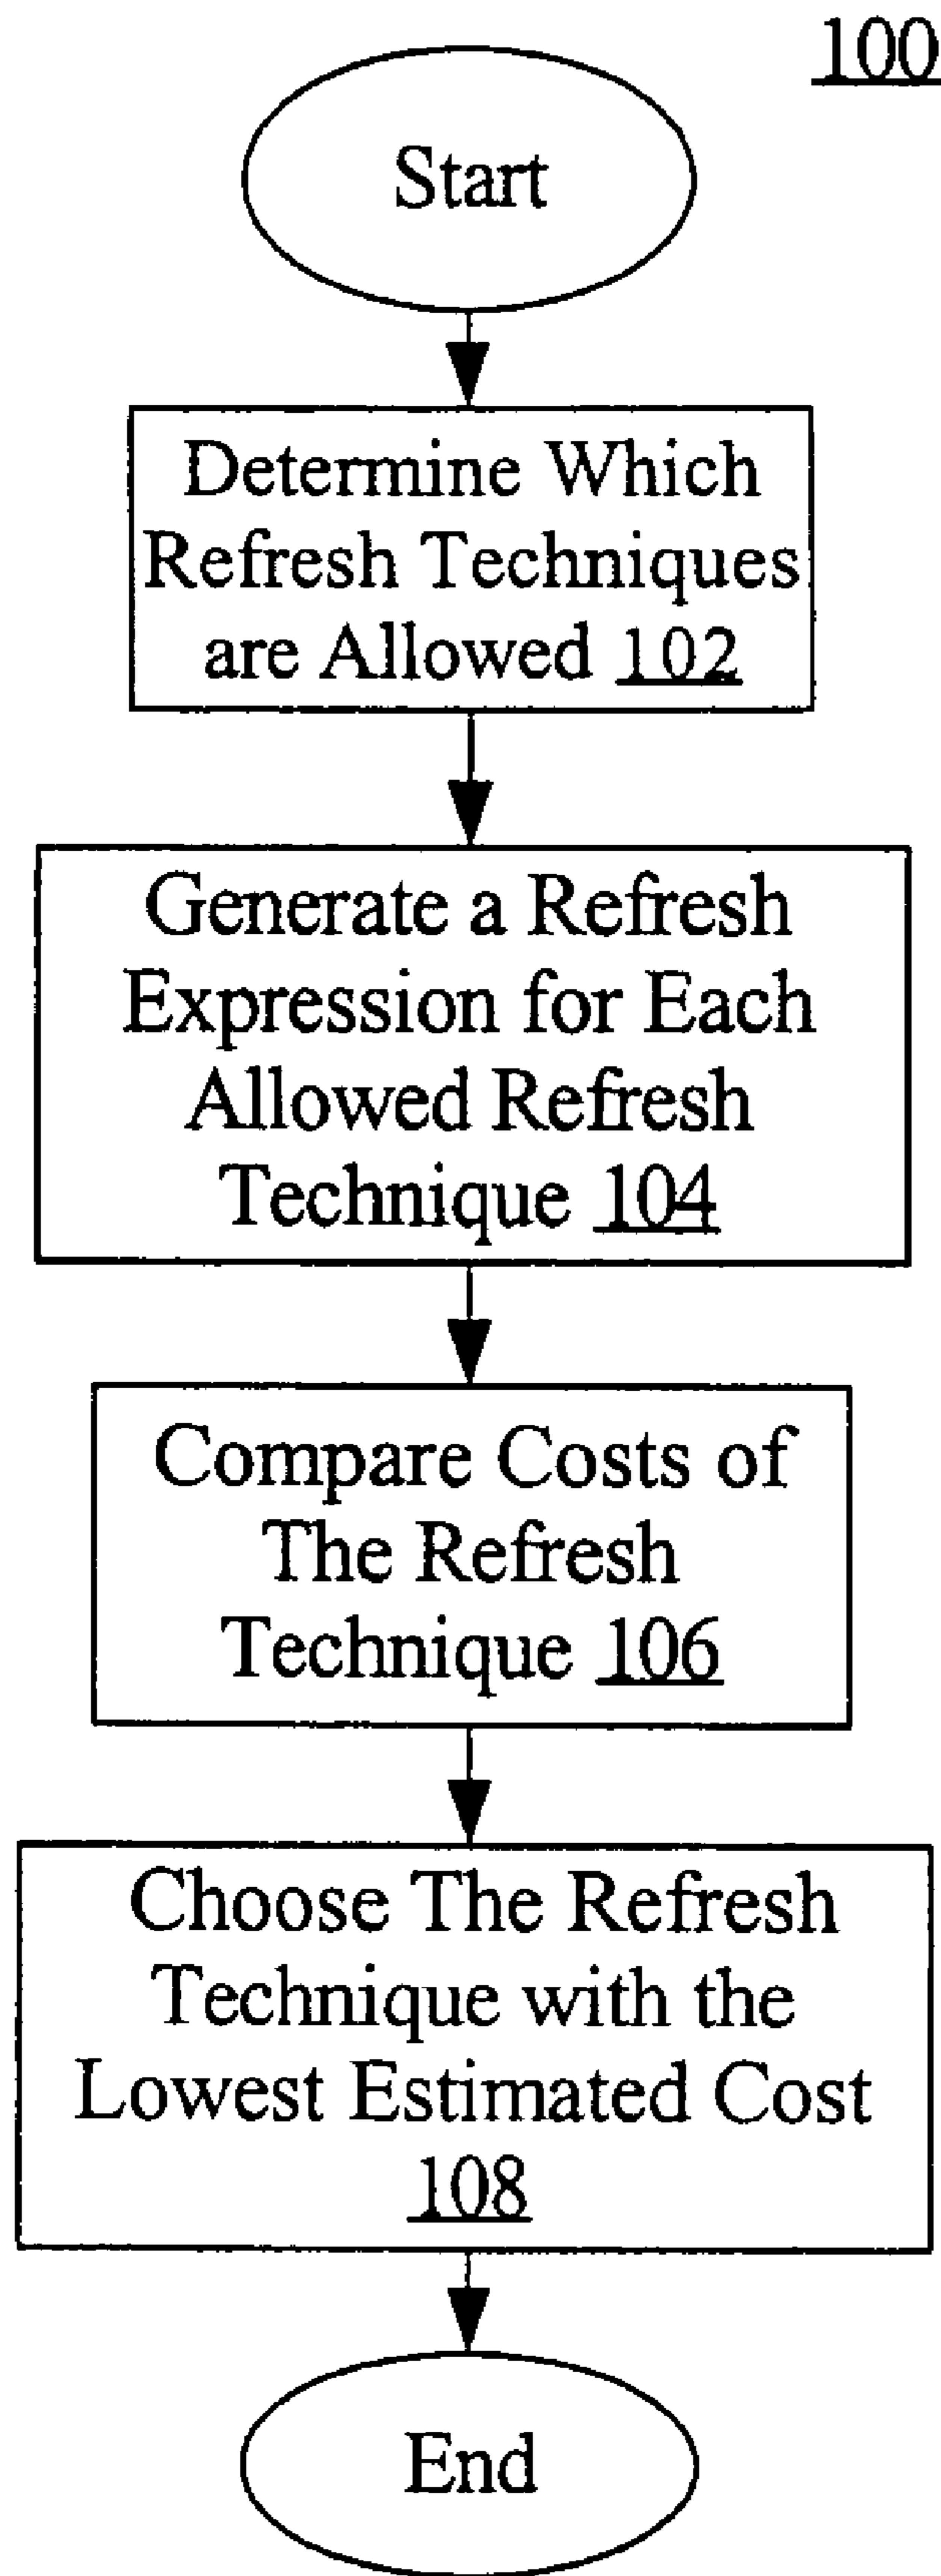 100
Start
Determine Which
Refresh Techniques
are Allowed 102
Generate a Refresh
Expression for Each
Allowed Refresh
Technique 104
Compare Costs of
The Refresh
Technique 106
Choose The Refresh
Technique with the
Lowest Estimated Cost
108
End